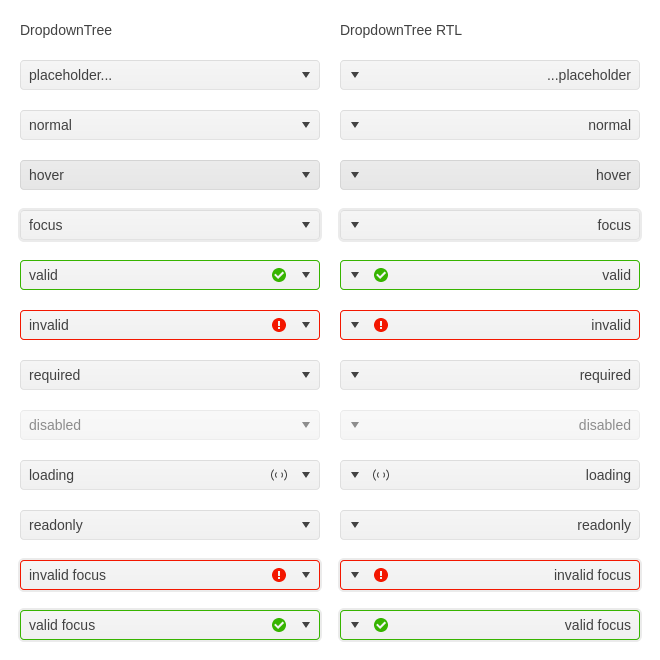 DropdownTree
DropdownTree RTL
placeholder...
...placeholder
normal
normal
hover
hover
focus
focus
valid
valid
invalid
invalid
required
required
disabled
disabled
loading
loading
readonly
readonly
invalid focus
invalid focus
valid focus
valid focus